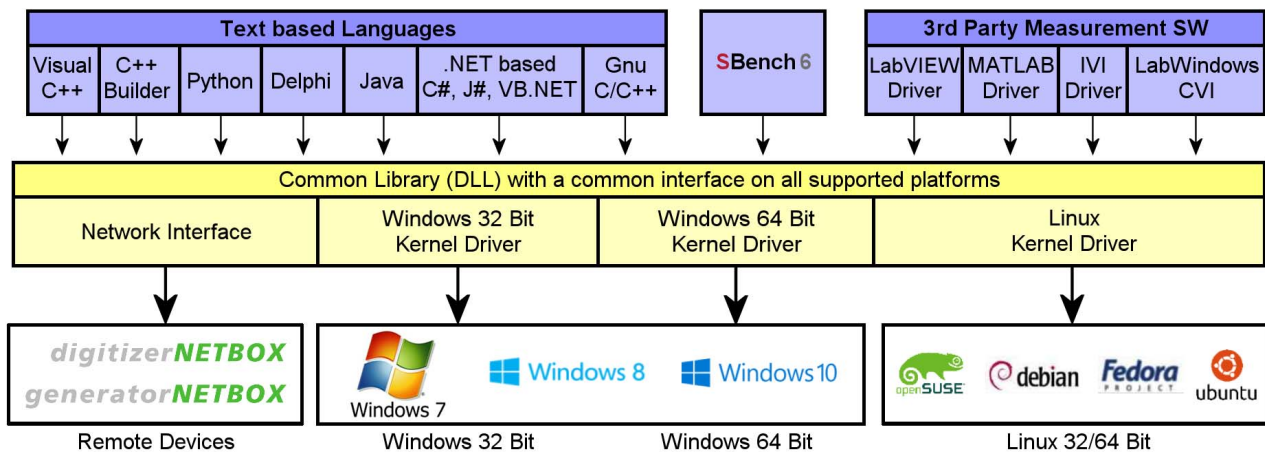 Text based Languages
Visual
C++
C++
Builder
Python
Delphi
Java
.NET based
C#, J#, VB.NET
Gnu
C/C++
SBench 6
3rd Party Measurement SW
LabVIEW
Driver
MATLAB
Driver
IVI
Driver
LabWindows
CVI
Common Library (DLL) with a common interface on all supported platforms
Network Interface
Windows 32 Bit
Kernel Driver
Windows 64 Bit
Kernel Driver
Linux
Kernel Driver
digitizerNETBOX
generatorNETBOX
Windows 7
Windows 8
Windows 10
openSUSE
debian
Fedora
PROJECT
ubuntu
Remote Devices
Windows 32 Bit
Windows 64 Bit
Linux 32/64 Bit